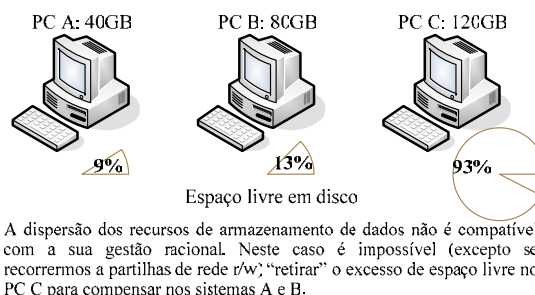 PC A: 40GB PC B: 80GB PC C: 120GB
9% 13% 93%
Espaço livre em disco
A dispersão dos recursos de armazenamento de dados não é compatível
com a sua gestão racional. Neste caso é impossível (excepto se
recorrermos a partilhas de rede r/w) “retirar” o excesso de espaço livre no
PC C para compensar nos sistemas A e B.